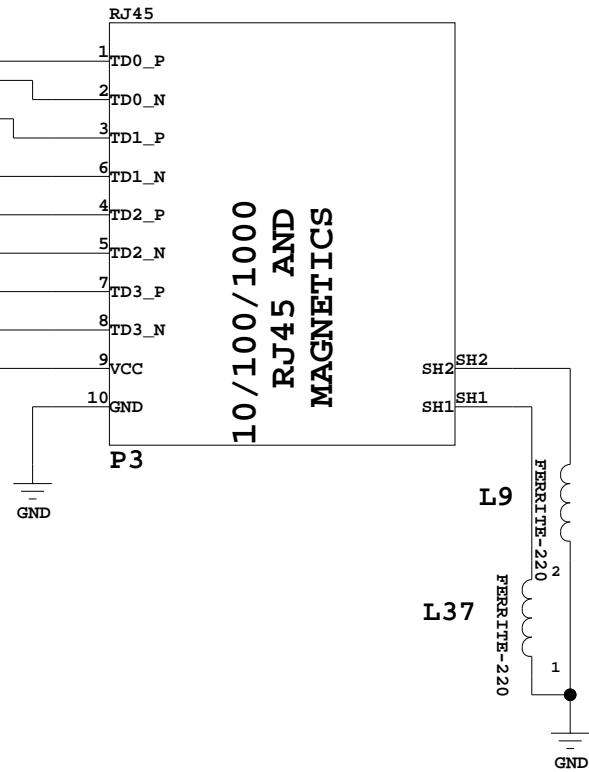 RJ45
1 TD0_P
2 TD0_N
3 TD1_P
6 TD1_N
4 TD2_P
5 TD2_N
7 TD3_P
8 TD3_N
9 VCC
10 GND
10/100/1000
RJ45 AND
MAGNETICS
SH2 SH2
SH1 SH1
P3
GND
L9
FERRITE-220
2
L37
FERRITE-220
1
GND